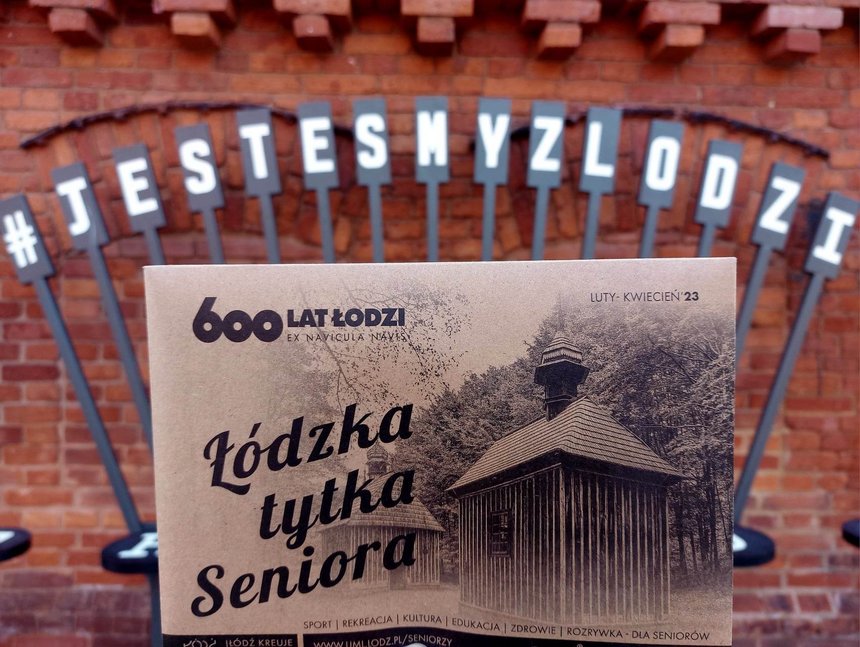 #JESTESMYZLODZI
600 LAT ŁODZI
EX NAVICULA NAVIS
LUTY- KWIECIEŃ'23
Łódzka
tytka
Seniora
SPORT | REKREACJA | KULTURA | EDUKACJA | ZDROWIE | ROZRYWKA - DLA SENIORÓW
ŁÓDŹ KREUJE WWW.UML.LODZ.PL/SENIORZY